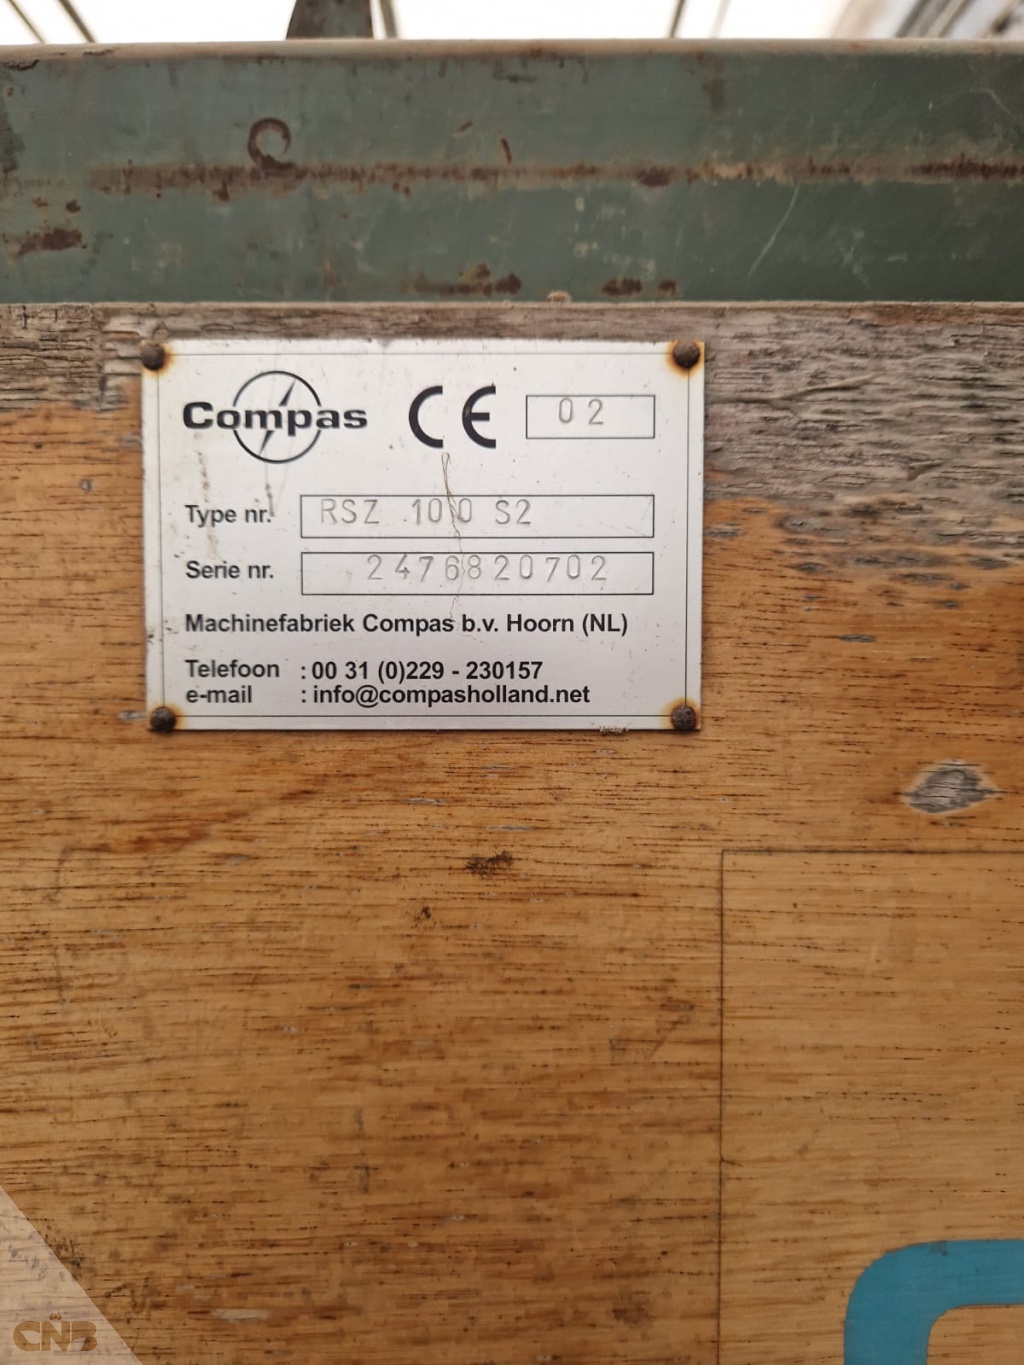 Compas CE 02
Type nr. RSZ 100 S2
Serie nr. 2476820702
Machinefabriek Compas b.v. Hoorn (NL)
Telefoon : 00 31 (0)229 - 230157
e-mail : info@compasholland.net
CNB